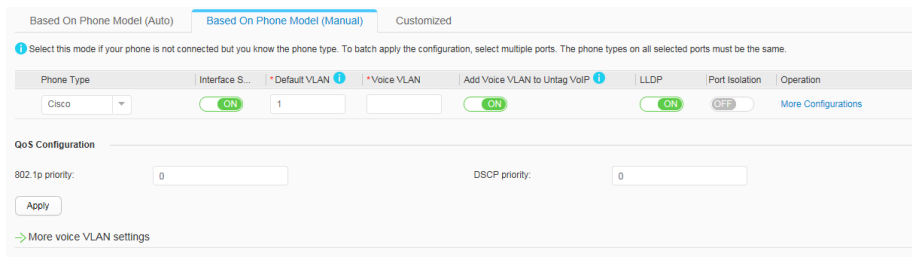 Based On Phone Model (Auto) Based On Phone Model (Manual) Customized
Select this mode if your phone is not connected but you know the phone type. To batch apply the configuration, select multiple ports. The phone types on all selected ports must be the same.
Phone Type Interface S... *Default VLAN *Voice VLAN Add Voice VLAN to Untag VoIP LLDP Port Isolation Operation
Cisco ON 1 ON ON OFF More Configurations
QoS Configuration
802.1p priority: 0 DSCP priority: 0
Apply
More voice VLAN settings